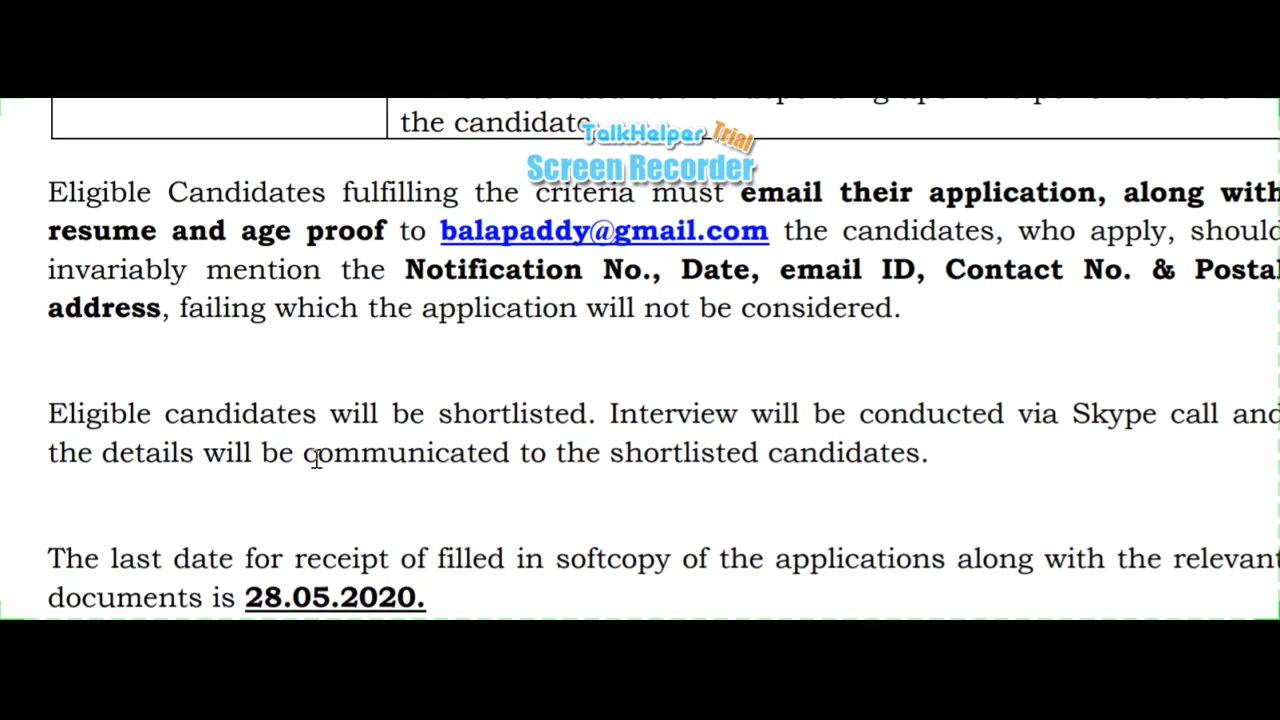 the candidate
TalkHelper Trial
Screen Recorder
Eligible Candidates fulfilling the criteria must email their application, along with
resume and age proof to balapaddy@gmail.com the candidates, who apply, should
invariably mention the Notification No., Date, email ID, Contact No. & Postal
address, failing which the application will not be considered.
Eligible candidates will be shortlisted. Interview will be conducted via Skype call and
the details will be communicated to the shortlisted candidates.
The last date for receipt of filled in softcopy of the applications along with the relevant
documents is 28.05.2020.